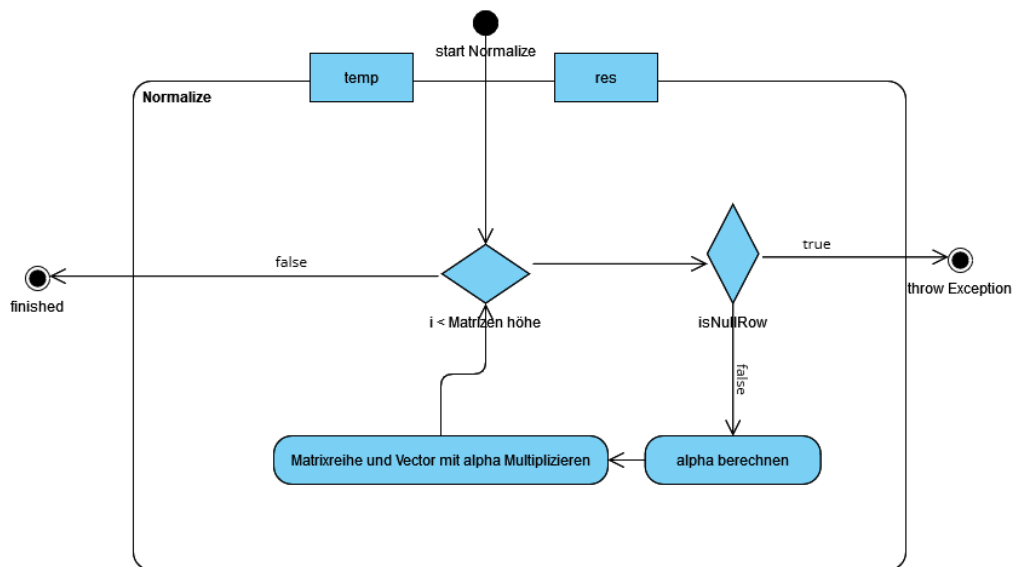 start Normalize
temp
res
Normalize
true
false
finished
throw Exception
i < Matrizen höhe
isNullRow
false
Matrixreihe und Vector mit alpha Multiplizieren
alpha berechnen